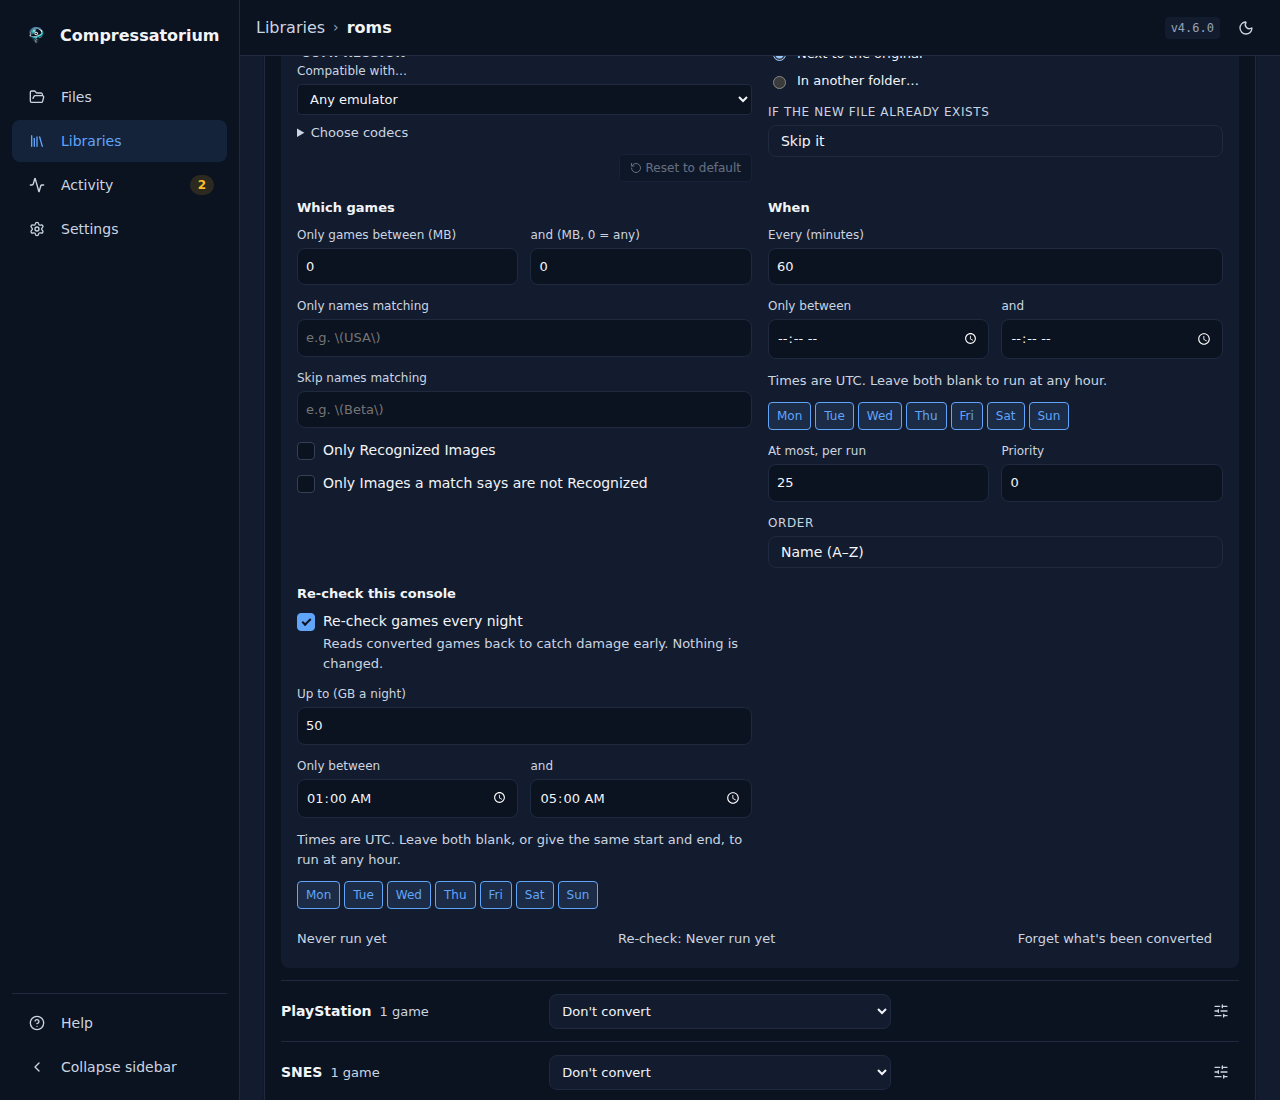 Compressatorium
Files
Libraries
Activity
2
Settings
Help
Collapse sidebar
Libraries › roms
v4.6.0
Compatible with...
Any emulator
Choose codecs
Reset to default
In another folder...
IF THE NEW FILE ALREADY EXISTS
Skip it
Which games
Only games between (MB)
and (MB, 0 = any)
0
0
Only names matching
e.g. \(USA\)
Skip names matching
e.g. \(Beta\)
Only Recognized Images
Only Images a match says are not Recognized
When
Every (minutes)
60
Only between
and
--:-- --
--:-- --
Times are UTC. Leave both blank to run at any hour.
Mon Tue Wed Thu Fri Sat Sun
At most, per run
Priority
25
0
ORDER
Name (A–Z)
Re-check this console
Re-check games every night
Reads converted games back to catch damage early. Nothing is
changed.
Up to (GB a night)
50
Only between
and
01:00 AM
05:00 AM
Times are UTC. Leave both blank, or give the same start and end, to
run at any hour.
Mon Tue Wed Thu Fri Sat Sun
Never run yet
Re-check: Never run yet
Forget what's been converted
PlayStation 1 game
Don't convert
SNES 1 game
Don't convert